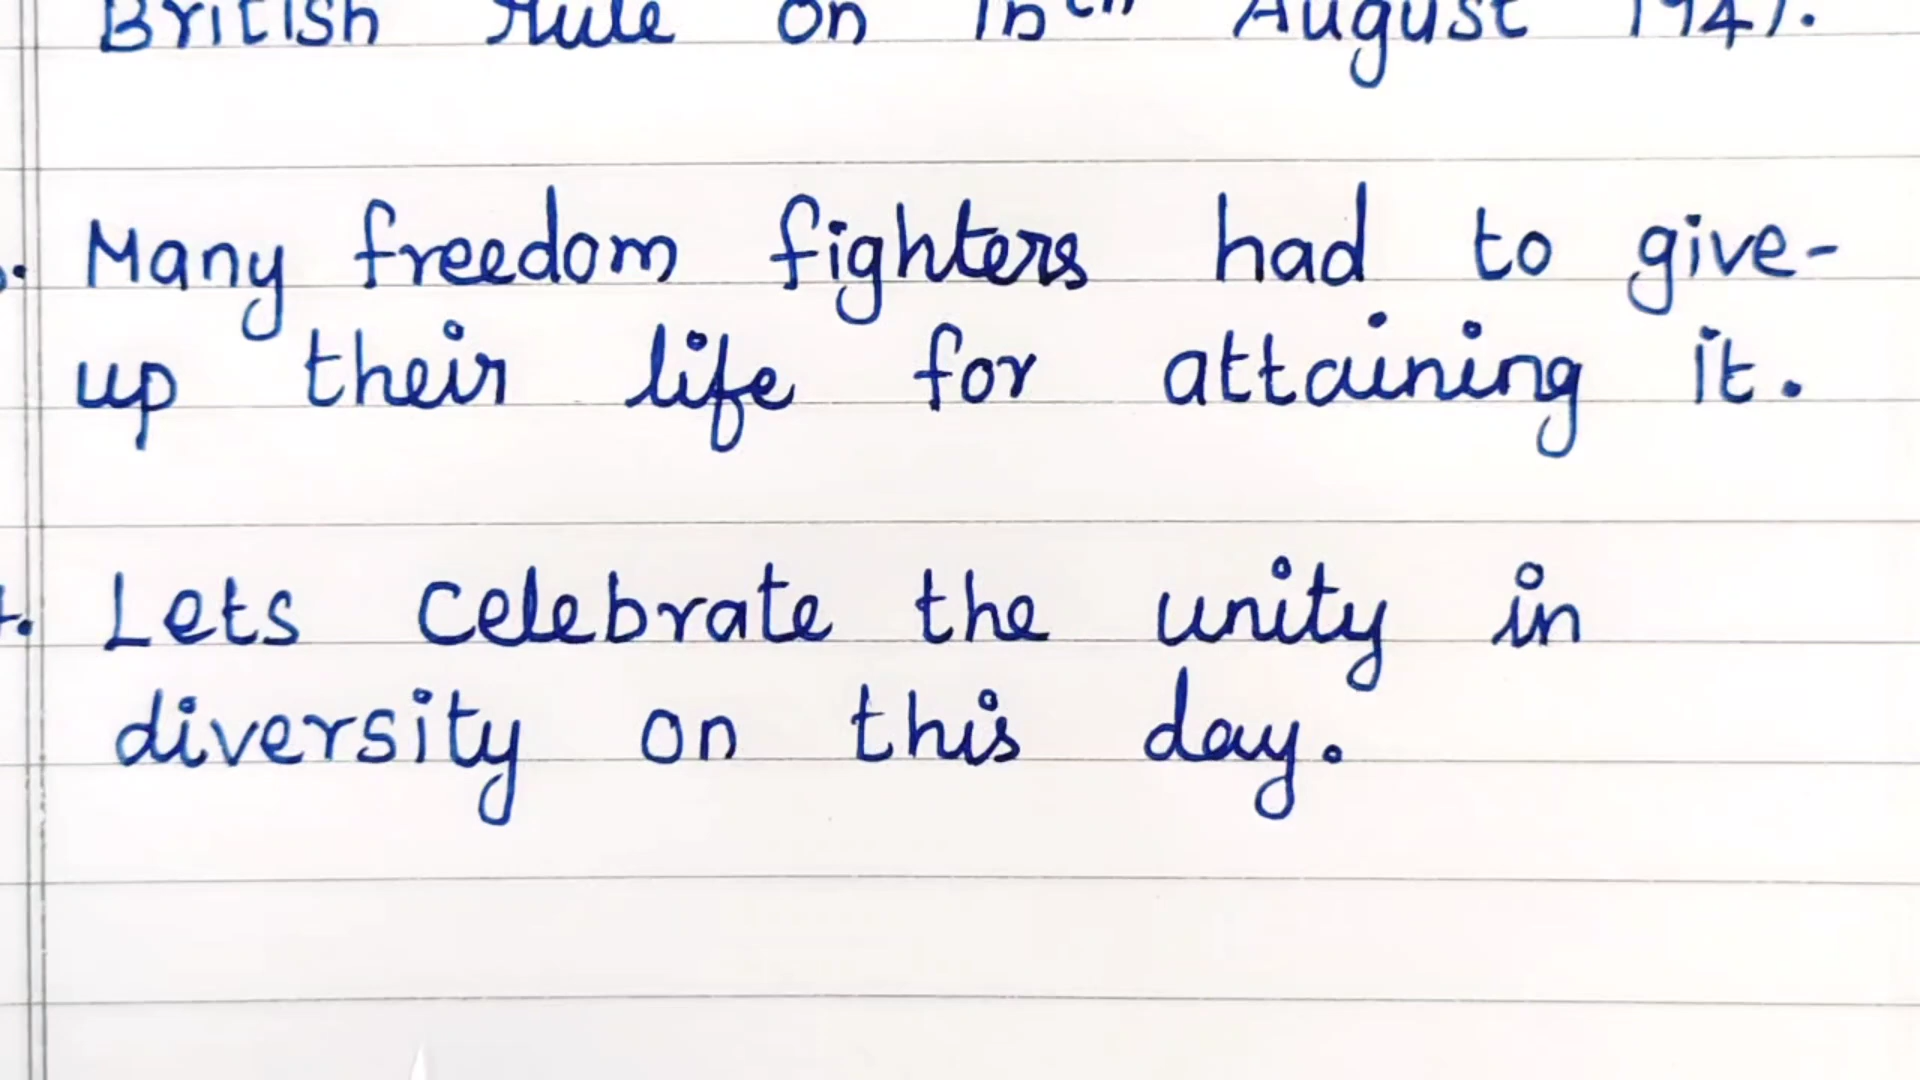 British rule on 15th August 1947.
Many freedom fighters had to give-
up their life for attaining it.
Lets celebrate the unity in
diversity on this day.